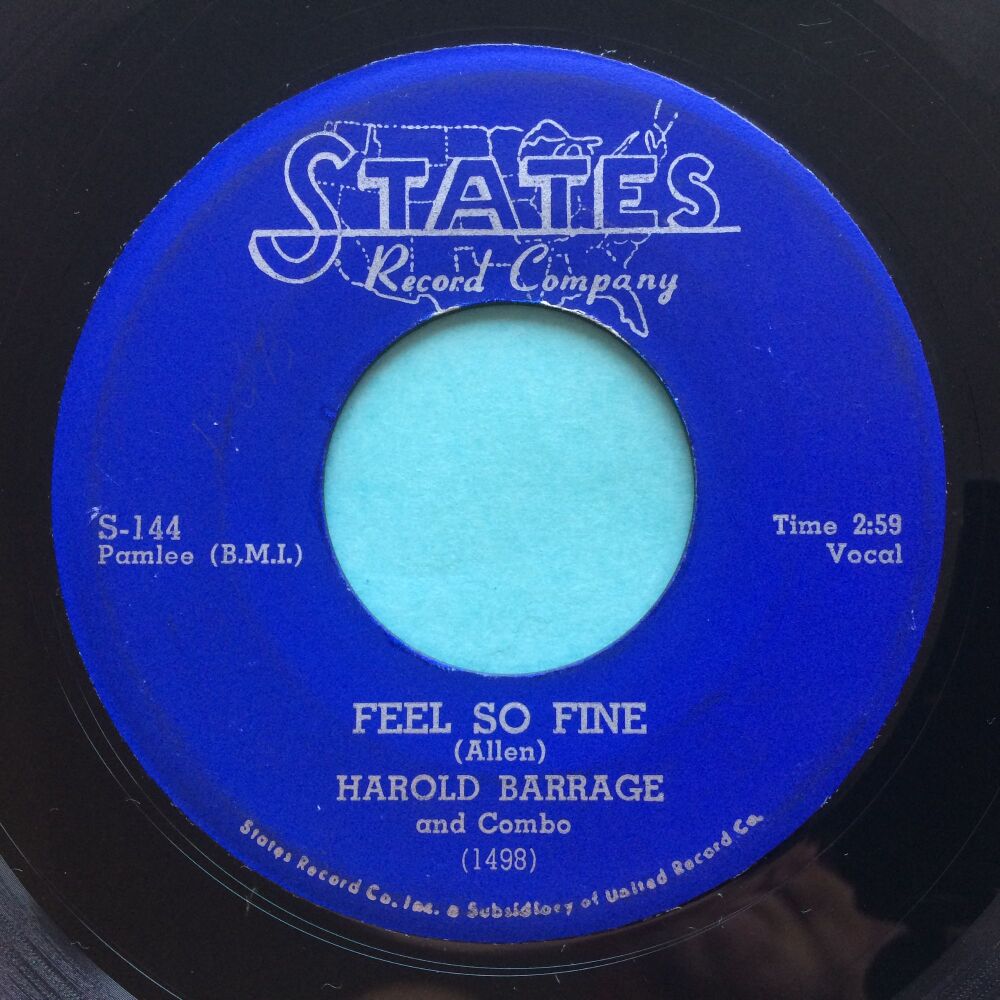 STATES
Record Company
S-144
Pamlee (B.M.I.)
Time 2:59
Vocal
FEEL SO FINE
(Allen)
HAROLD BARRAGE
and Combo
(1498)
States Record Co. Inc. a Subsidiary of United Record Co.